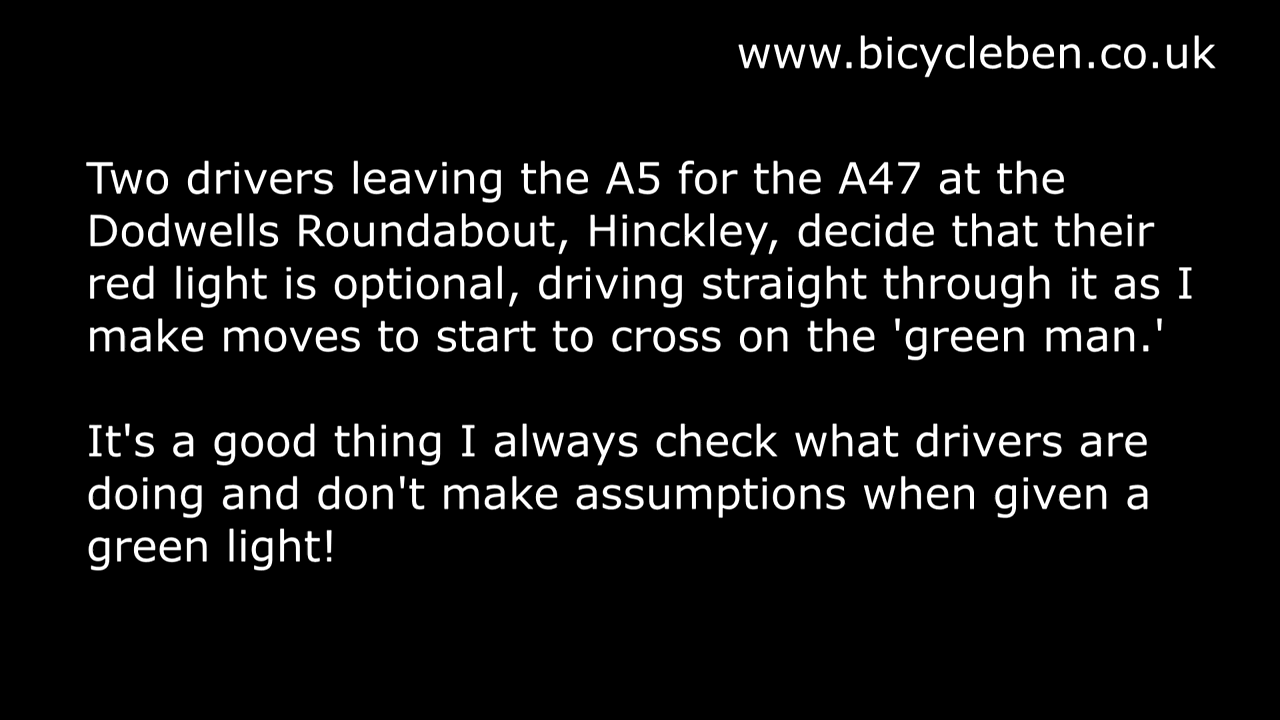 www.bicycleben.co.uk
Two drivers leaving the A5 for the A47 at the
Dodwells Roundabout, Hinckley, decide that their
red light is optional, driving straight through it as I
make moves to start to cross on the 'green man.'
It's a good thing I always check what drivers are
doing and don't make assumptions when given a
green light!